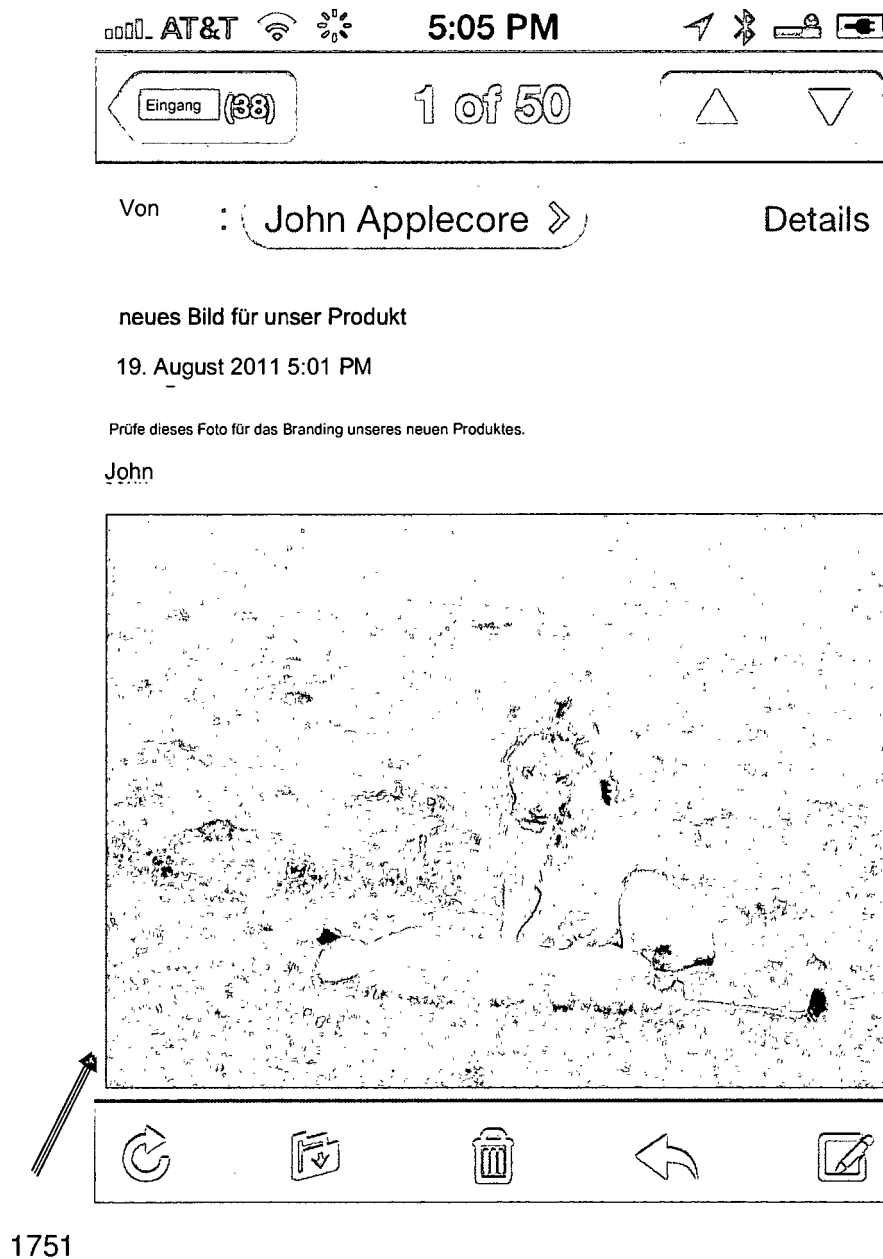 AT&T 5:05 PM
Eingang (38) 1 of 50
Von : John Applecore Details
neues Bild für unser Produkt
19. August 2011 5:01 PM
Prüfe dieses Foto für das Branding unseres neuen Produktes.
John
1751